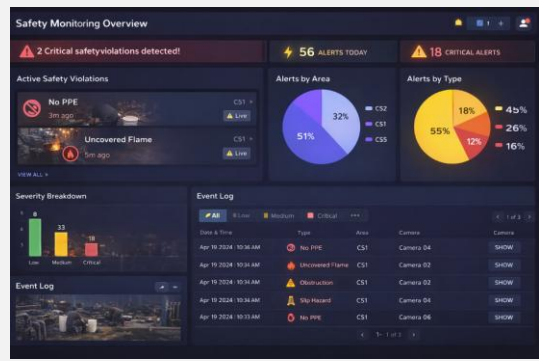 Safety Monitoring Overview
1
2 Critical safetyviolations detected!
56 ALERTS TODAY
18 CRITICAL ALERTS
Active Safety Violations
No PPE
3m ago
CS1
Live
Uncovered Flame
5m ago
CS1
Live
VIEW ALL
Alerts by Area
32%
51%
CS2
CS1
CS5
Alerts by Type
18%
55%
12%
45%
26%
16%
Severity Breakdown
8
33
18
Low Medium Critical
Event Log
All Low Medium Critical
1 of 3
Date & Time Type Area Camera Camera
Apr 19 2024 10:36 AM No PPE CS1 Camera 04 SHOW
Apr 19 2024 10:34 AM Uncovered Flame CS1 Camera 02 SHOW
Apr 19 2024 10:34 AM Obstruction CS1 Camera 02 SHOW
Apr 19 2024 10:34 AM Slip Hazard CS1 Camera 04 SHOW
Apr 19 2024 10:33 AM No PPE CS1 Camera 06 SHOW
Event Log